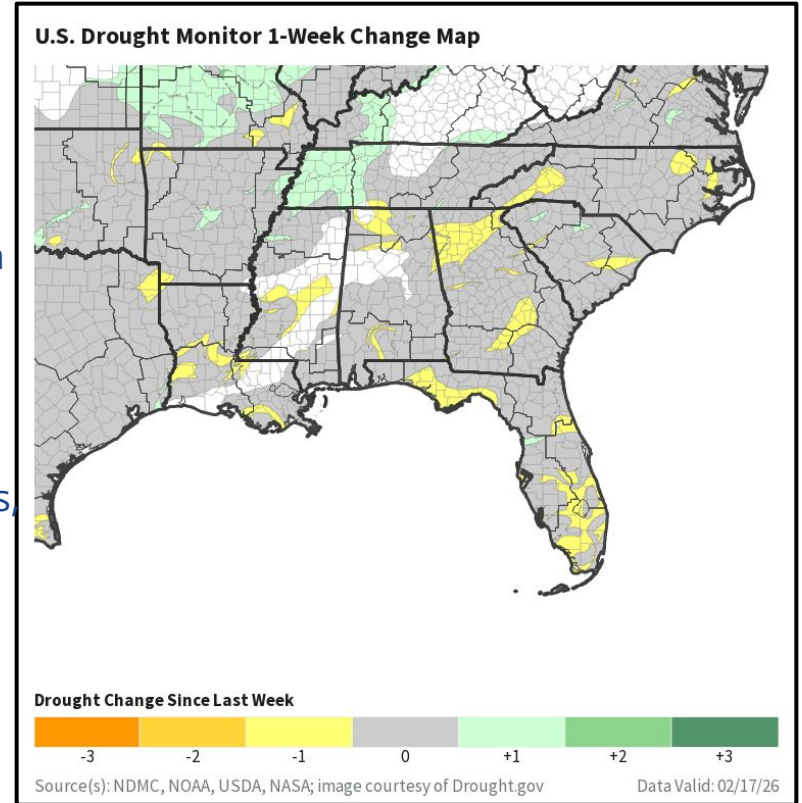 U.S. Drought Monitor 1-Week Change Map
Drought Change Since Last Week
-3 -2 -1 0 +1 +2 +3
Source(s): NDMC, NOAA, USDA, NASA; image courtesy of Drought.gov Data Valid: 02/17/26